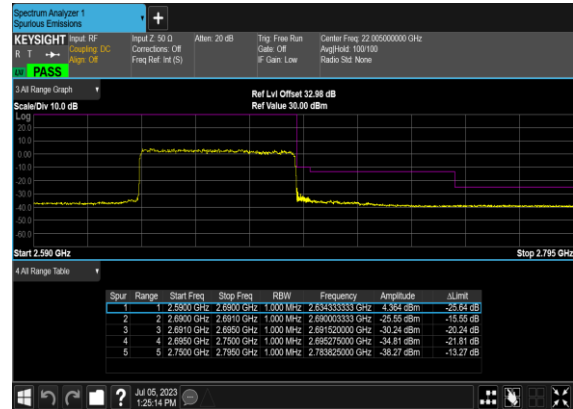 Spectrum Analyzer 1
Spurious Emissions
+
KEYSIGHT Input: RF
R T Coupling: DC
Align: Off
Input Z: 50 Ω
Corrections: Off
Freq Ref: Int (S)
Atten: 20 dB
Trig: Free Run
Gate: Off
IF Gain: Low
Center Freq: 22.005000000 GHz
Avg|Hold: 100/100
Radio Std: None
PASS
3 All Range Graph
Scale/Div 10.0 dB
Ref Lvl Offset 32.98 dB
Ref Value 30.00 dBm
Log
20.0
10.0
0.00
-10.0
-20.0
-30.0
-40.0
-50.0
-60.0
Start 2.590 GHz
Stop 2.795 GHz
4 All Range Table
Spur Range Start Freq Stop Freq RBW Frequency Amplitude ΔLimit
1 1 2.5900 GHz 2.6900 GHz 1.000 MHz 2.634333333 GHz 4.364 dBm -25.64 dB
2 2 2.6900 GHz 2.6910 GHz 1.000 MHz 2.690003333 GHz -25.55 dBm -15.55 dB
3 3 2.6910 GHz 2.6950 GHz 1.000 MHz 2.691520000 GHz -30.24 dBm -20.24 dB
4 4 2.6950 GHz 2.7500 GHz 1.000 MHz 2.695275000 GHz -34.81 dBm -21.81 dB
5 5 2.7500 GHz 2.7950 GHz 1.000 MHz 2.783825000 GHz -38.27 dBm -13.27 dB
?
Jul 05, 2023
1:25:14 PM